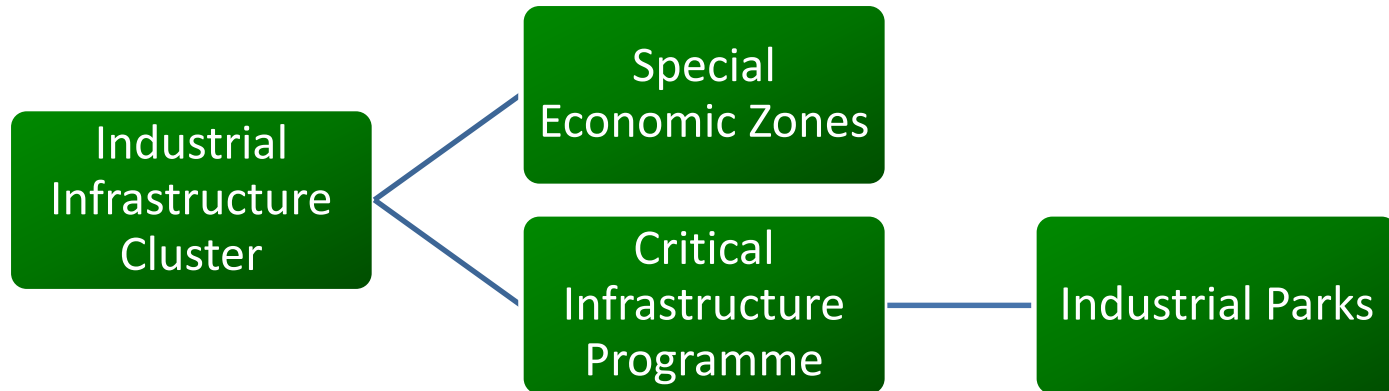 Industrial
Infrastructure
Cluster
Special
Economic Zones
Critical
Infrastructure
Programme
Industrial Parks